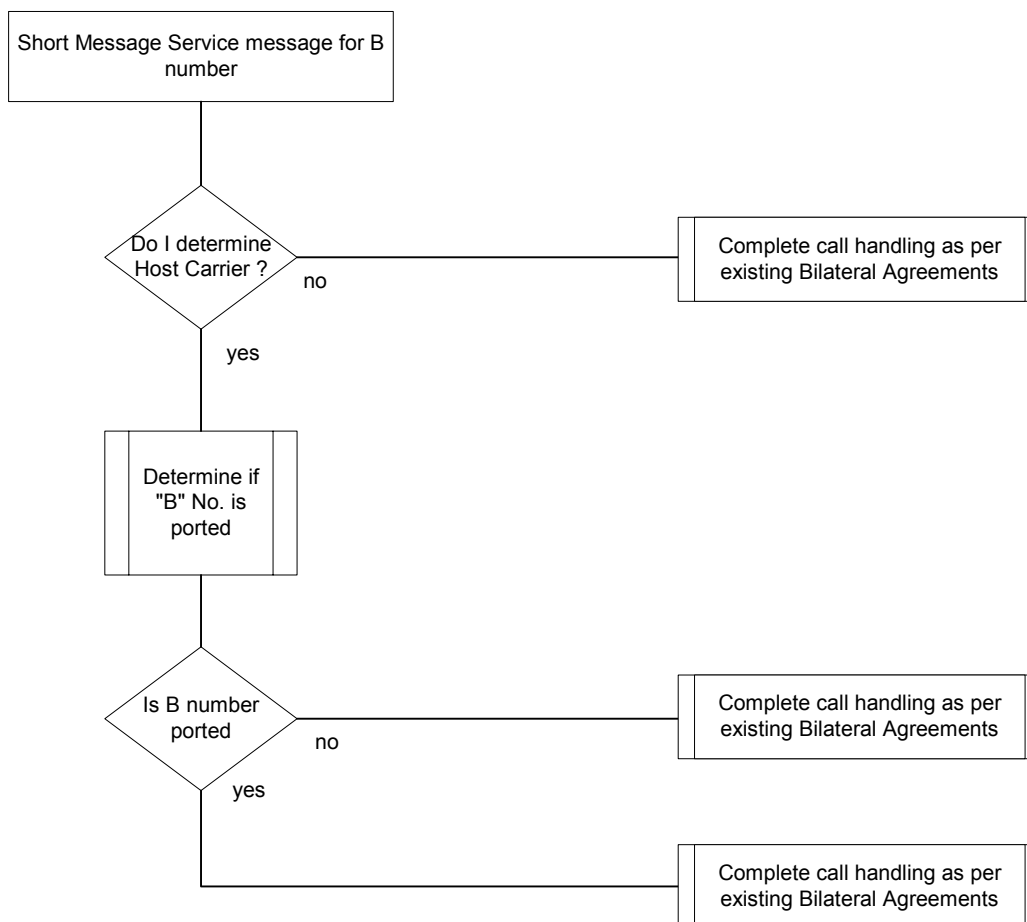 Short Message Service message for B
number
Do I determine
Host Carrier ?
no
Complete call handling as per
existing Bilateral Agreements
yes
Determine if
"B" No. is
ported
Is B number
ported
no
Complete call handling as per
existing Bilateral Agreements
yes
Complete call handling as per
existing Bilateral Agreements